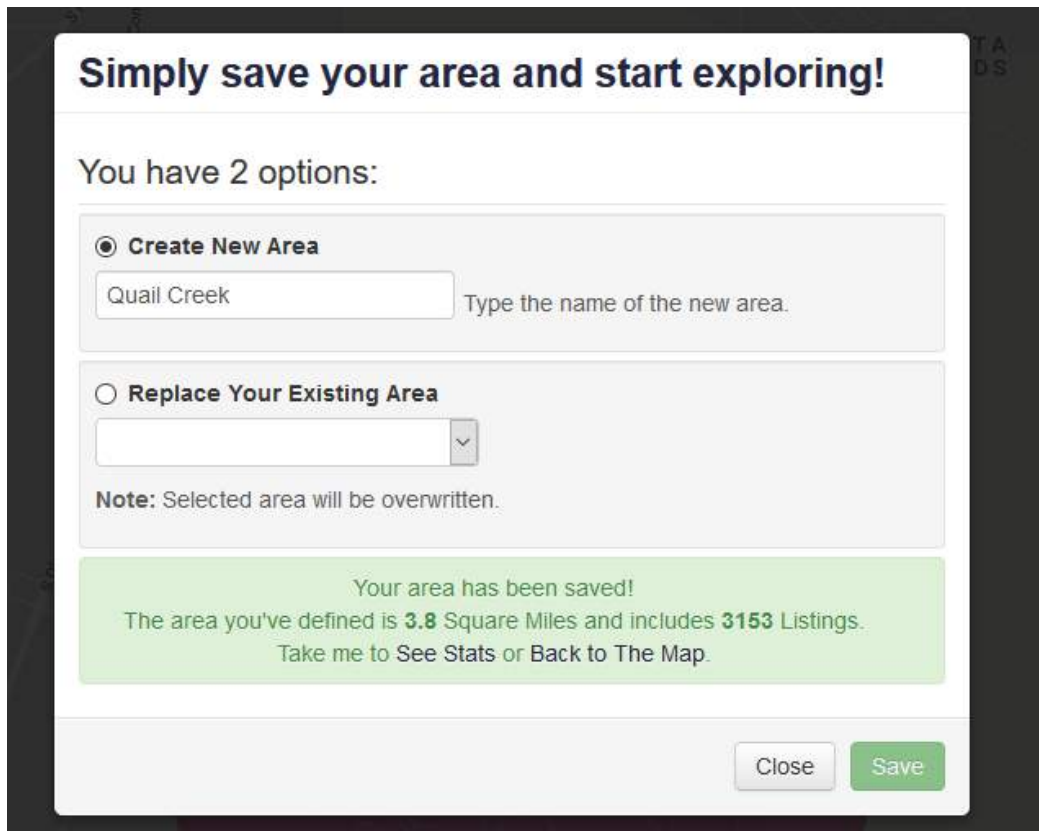 TA
DS
Simply save your area and start exploring!
You have 2 options:
Create New Area
Quail Creek
Type the name of the new area.
Replace Your Existing Area
Note: Selected area will be overwritten.
Your area has been saved!
The area you've defined is 3.8 Square Miles and includes 3153 Listings.
Take me to See Stats or Back to The Map.
Close
Save